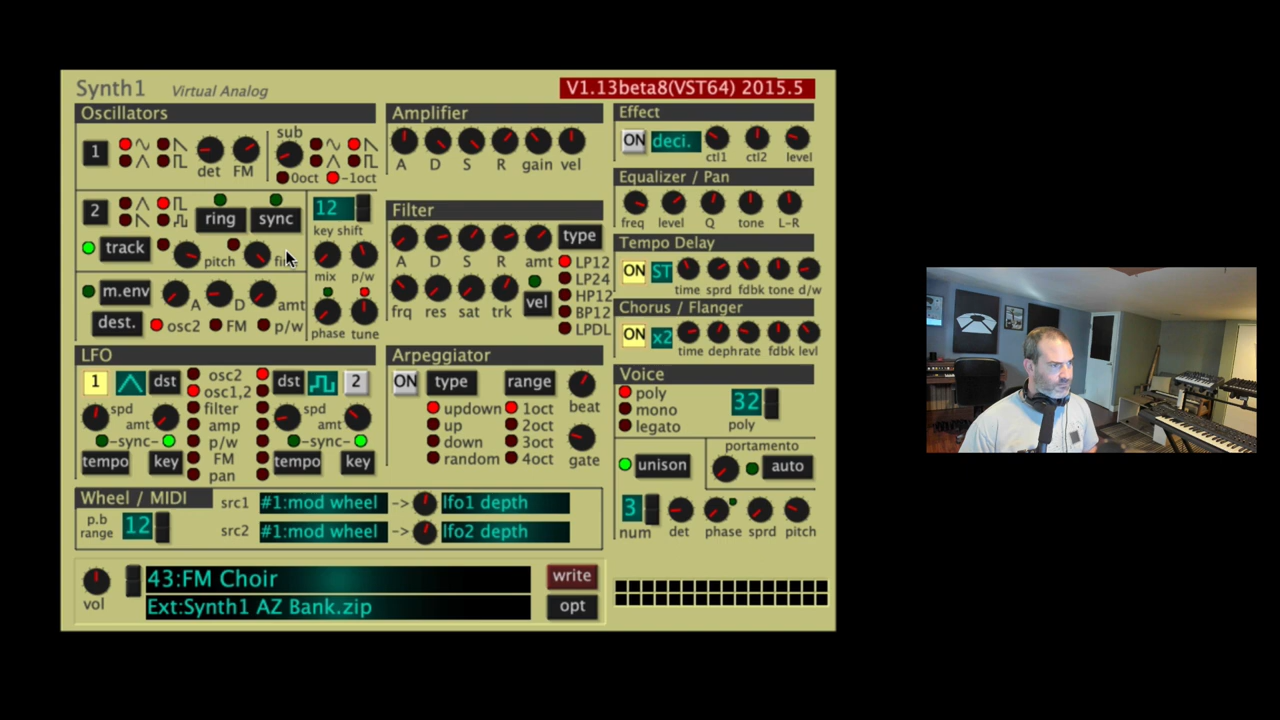 Synth1 Virtual Analog
V1.13beta8(VST64) 2015.5
Oscillators
1
det FM
sub
0oct -1oct
2
ring sync
track
pitch fine
12
key shift
mix p/w
phase tune
m.env
A D amt
dest.
osc2 FM p/w
Amplifier
A D S R gain vel
Filter
A D S R amt
type
LP12
LP24
HP12
BP12
LPDL
frq res sat trk
vel
Effect
ON deci.
ctl1 ctl2 level
Equalizer / Pan
freq level Q tone L-R
Tempo Delay
ON ST
time sprd fdbk tone d/w
Chorus / Flanger
ON x2
time deph rate fdbk levl
LFO
1 dst
spd
amt
sync
tempo key
osc2
osc1,2
filter
amp
p/w
FM
pan
dst 2
spd
amt
sync
tempo key
Arpeggiator
ON type range
beat
updown 1oct
up 2oct
down 3oct
random 4oct
gate
Voice
poly
mono
legato
32
poly
unison
portamento
auto
3
num det phase sprd pitch
Wheel / MIDI
p.b
range
12
src1 #1:mod wheel -> lfo1 depth
src2 #1:mod wheel -> lfo2 depth
vol
43:FM Choir
Ext:Synth1 AZ Bank.zip
write
opt